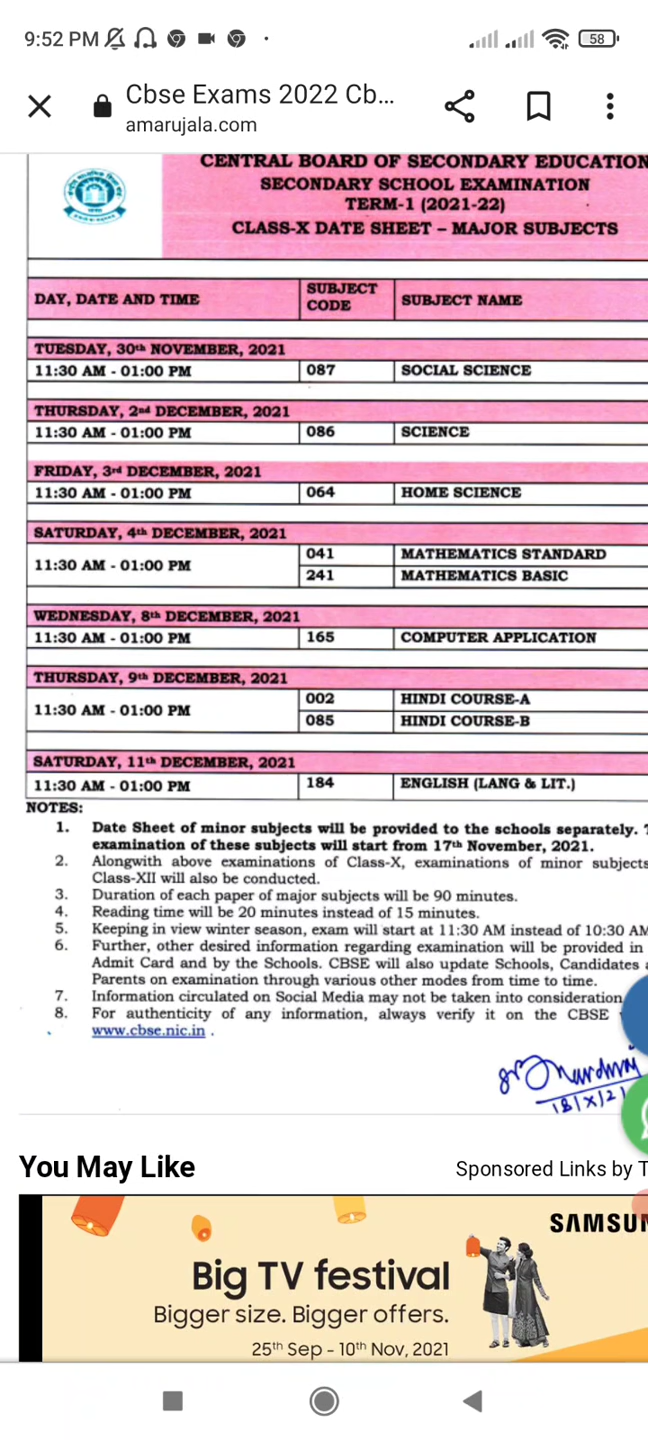 9:52 PM
58
Cbse Exams 2022 Cb...
amarujala.com
CENTRAL BOARD OF SECONDARY EDUCATION
SECONDARY SCHOOL EXAMINATION
TERM-1 (2021-22)
CLASS-X DATE SHEET – MAJOR SUBJECTS
DAY, DATE AND TIME SUBJECT CODE SUBJECT NAME
TUESDAY, 30th NOVEMBER, 2021
11:30 AM - 01:00 PM 087 SOCIAL SCIENCE
THURSDAY, 2nd DECEMBER, 2021
11:30 AM - 01:00 PM 086 SCIENCE
FRIDAY, 3rd DECEMBER, 2021
11:30 AM - 01:00 PM 064 HOME SCIENCE
SATURDAY, 4th DECEMBER, 2021
11:30 AM - 01:00 PM 041 MATHEMATICS STANDARD
241 MATHEMATICS BASIC
WEDNESDAY, 8th DECEMBER, 2021
11:30 AM - 01:00 PM 165 COMPUTER APPLICATION
THURSDAY, 9th DECEMBER, 2021
11:30 AM - 01:00 PM 002 HINDI COURSE-A
085 HINDI COURSE-B
SATURDAY, 11th DECEMBER, 2021
11:30 AM - 01:00 PM 184 ENGLISH (LANG & LIT.)
NOTES:
1. Date Sheet of minor subjects will be provided to the schools separately.
examination of these subjects will start from 17th November, 2021.
2. Alongwith above examinations of Class-X, examinations of minor subjects
Class-XII will also be conducted.
3. Duration of each paper of major subjects will be 90 minutes.
4. Reading time will be 20 minutes instead of 15 minutes.
5. Keeping in view winter season, exam will start at 11:30 AM instead of 10:30 AM
6. Further, other desired information regarding examination will be provided in
Admit Card and by the Schools. CBSE will also update Schools, Candidates
Parents on examination through various other modes from time to time.
7. Information circulated on Social Media may not be taken into consideration
8. For authenticity of any information, always verify it on the CBSE
www.cbse.nic.in .
18/X/21
You May Like
Sponsored Links by T
SAMSU
Big TV festival
Bigger size. Bigger offers.
25th Sep - 10th Nov, 2021